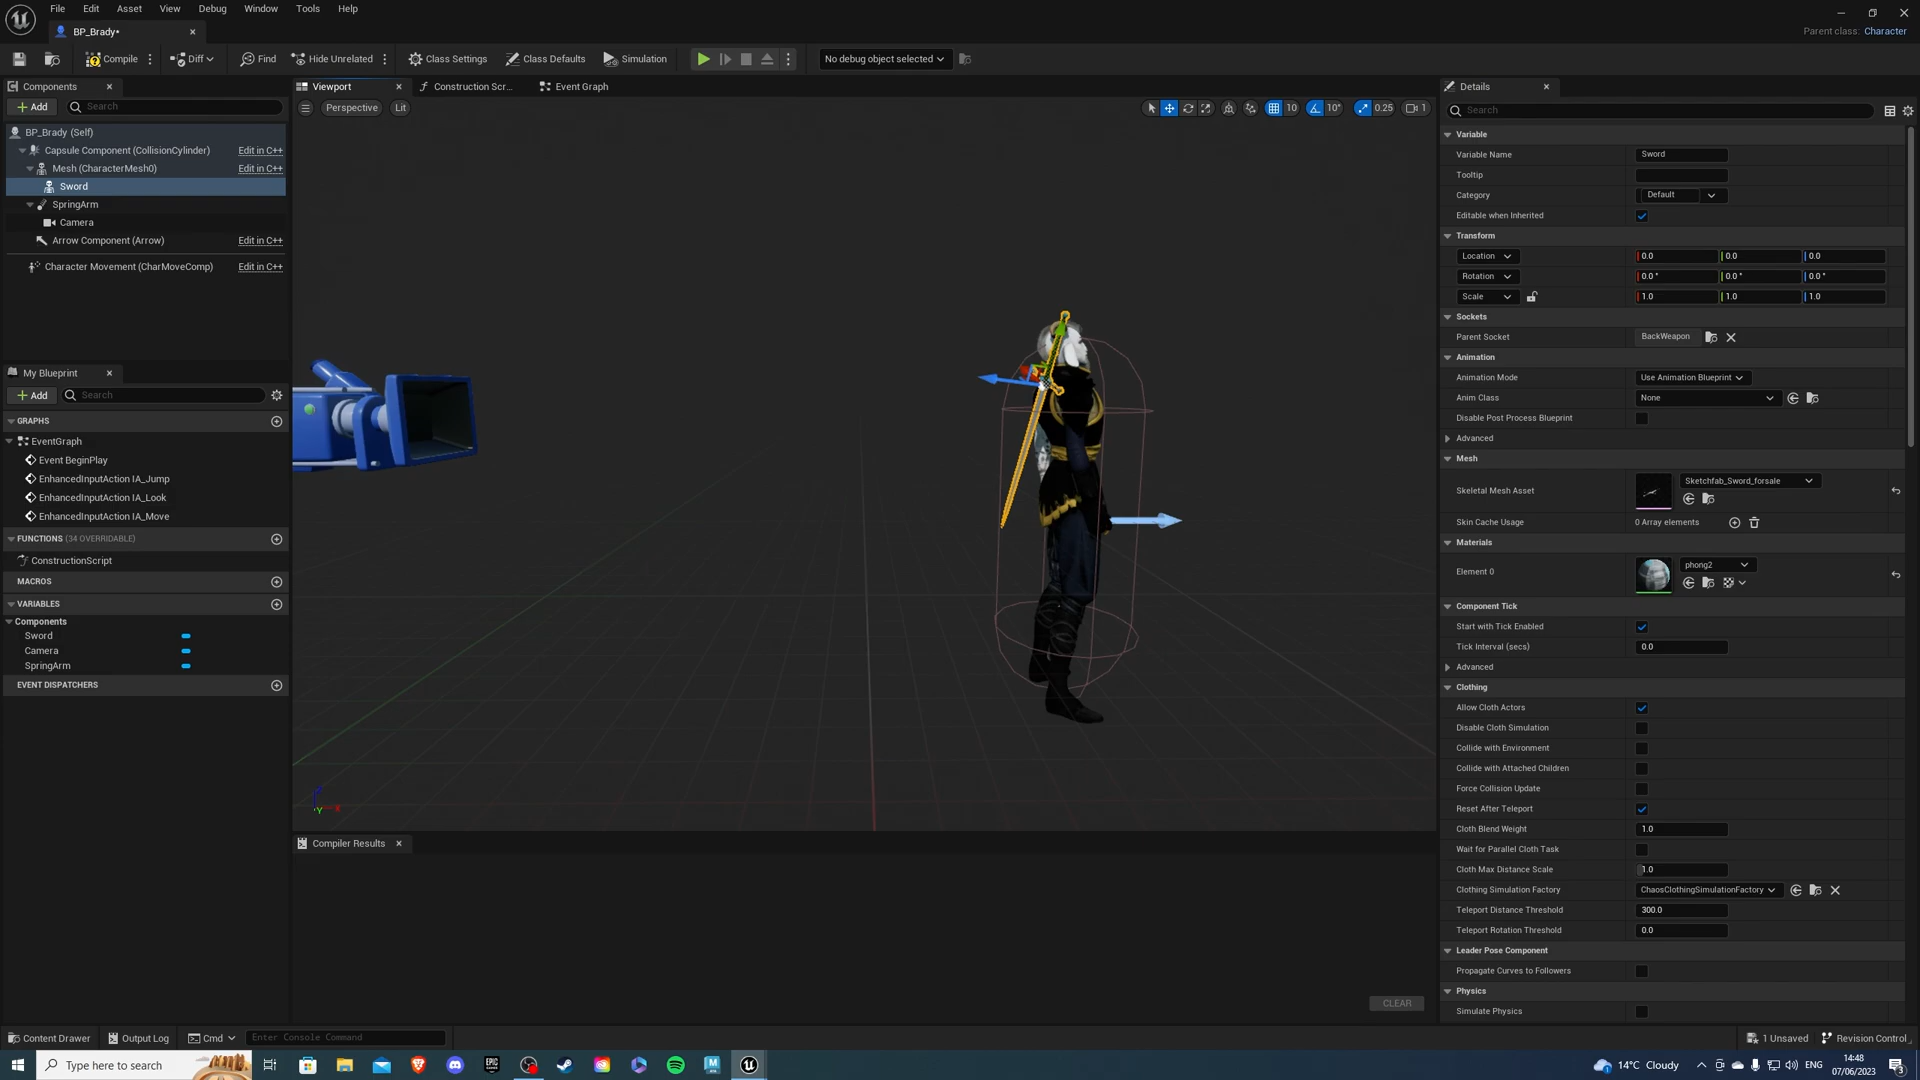 File Edit Asset View Debug Window Tools Help
BP_Brady*
Parent class: Character
Compile Diff Find Hide Unrelated Class Settings Class Defaults Simulation No debug object selected
Components
Add Search
BP_Brady (Self)
Capsule Component (CollisionCylinder) Edit in C++
Mesh (CharacterMesh0) Edit in C++
Sword
SpringArm
Camera
Arrow Component (Arrow) Edit in C++
Character Movement (CharMoveComp) Edit in C++
My Blueprint
Add Search
GRAPHS
EventGraph
Event BeginPlay
EnhancedInputAction IA_Jump
EnhancedInputAction IA_Look
EnhancedInputAction IA_Move
FUNCTIONS (34 OVERRIDABLE)
ConstructionScript
MACROS
VARIABLES
Components
Sword
Camera
SpringArm
EVENT DISPATCHERS
Viewport Construction Scr... Event Graph
Perspective Lit 10 10° 0.25 1
Compiler Results
CLEAR
Details
Search
Variable
Variable Name Sword
Tooltip
Category Default
Editable when Inherited
Transform
Location 0.0 0.0 0.0
Rotation 0.0 ° 0.0 ° 0.0 °
Scale 1.0 1.0 1.0
Sockets
Parent Socket BackWeapon
Animation
Animation Mode Use Animation Blueprint
Anim Class None
Disable Post Process Blueprint
Advanced
Mesh
Skeletal Mesh Asset Sketchfab_Sword_forsale
Skin Cache Usage 0 Array elements
Materials
Element 0 phong2
Component Tick
Start with Tick Enabled
Tick Interval (secs) 0.0
Advanced
Clothing
Allow Cloth Actors
Disable Cloth Simulation
Collide with Environment
Collide with Attached Children
Force Collision Update
Reset After Teleport
Cloth Blend Weight 1.0
Wait for Parallel Cloth Task
Cloth Max Distance Scale 1.0
Clothing Simulation Factory ChaosClothingSimulationFactory
Teleport Distance Threshold 300.0
Teleport Rotation Threshold 0.0
Leader Pose Component
Propagate Curves to Followers
Physics
Simulate Physics
Content Drawer Output Log Cmd Enter Console Command 1 Unsaved Revision Control
Type here to search 14°C Cloudy ENG 14:48
07/06/2023